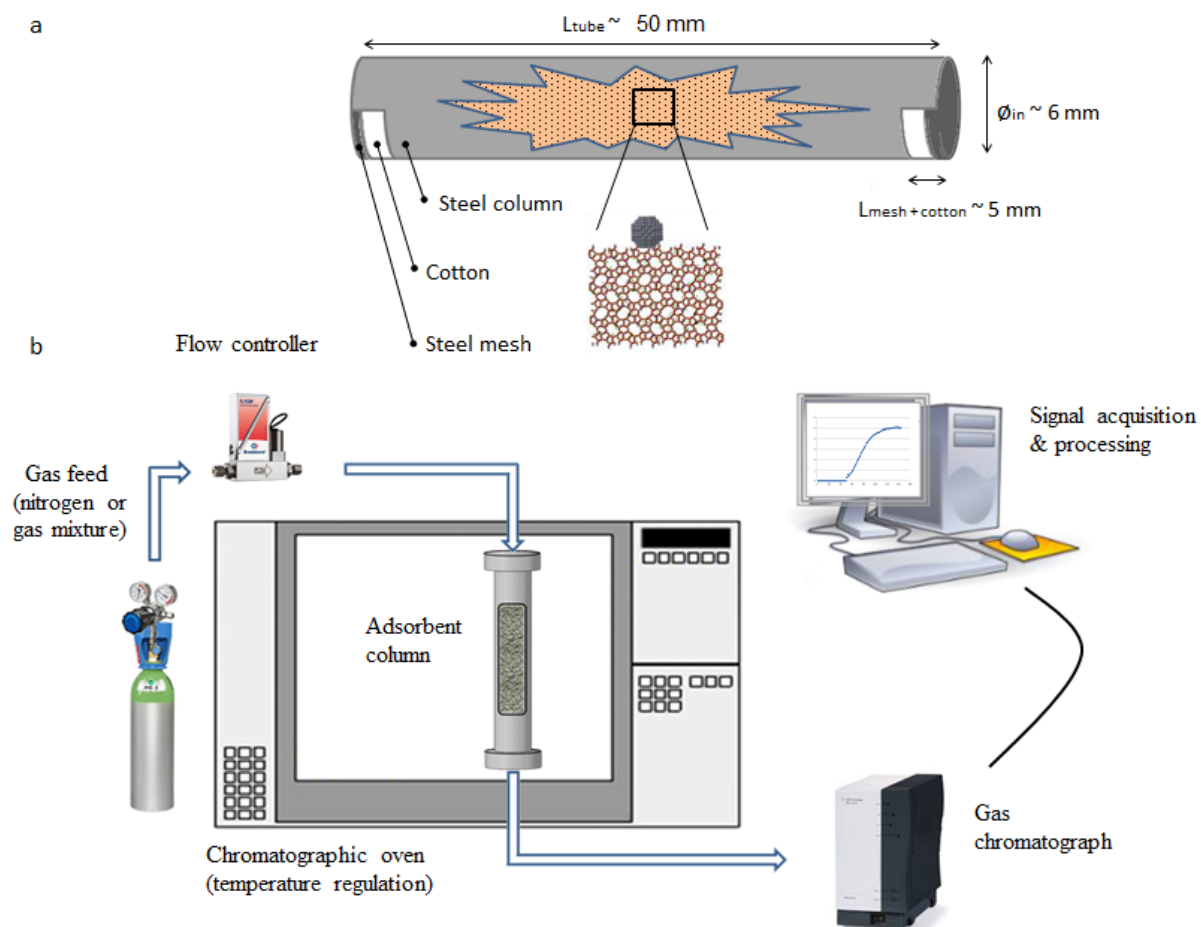 a
Ltube ~ 50 mm
Øin ~ 6 mm
Lmesh + cotton ~ 5 mm
Steel column
Cotton
Steel mesh
b
Flow controller
Gas feed
(nitrogen or
gas mixture)
Adsorbent
column
Signal acquisition
& processing
Chromatographic oven
(temperature regulation)
Gas
chromatograph